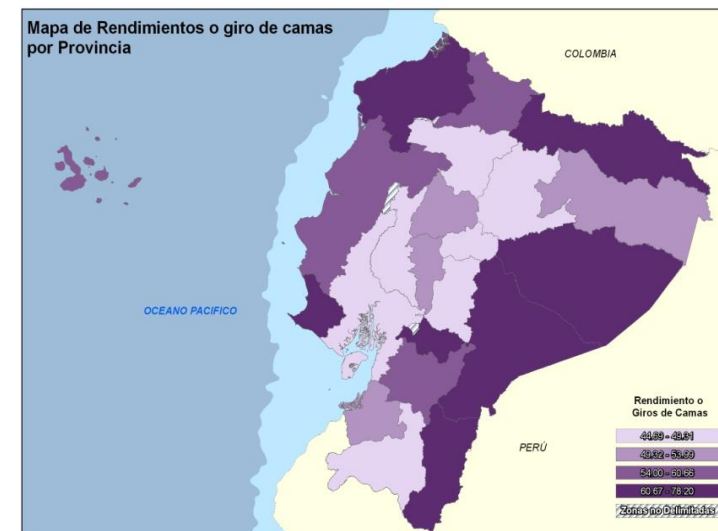 Mapa de Rendimientos o giro de camas
por Provincia
COLOMBIA
OCEANO PACIFICO
PERÚ
Rendimiento o
Giros de Camas
44.69 - 49.31
49.32 - 53.99
54.00 - 60.66
60.67 - 78.20
Zonas no Delimitadas